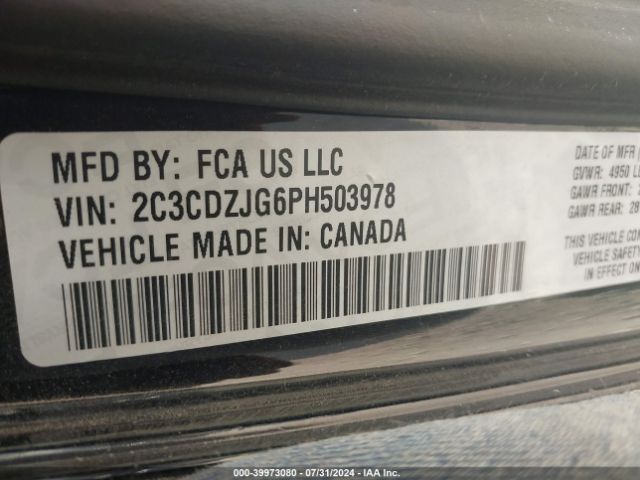 MFD BY: FCA US LLC
VIN: 2C3CDZJG6PH503978
VEHICLE MADE IN: CANADA
DATE OF MFR
GVWR: 4950
GAWR FRONT:
GAWR REAR: 28
THIS VEHICLE
VEHICLE SAFETY
IN EFFECT ON
000-39973080 - 07/31/2024 - IAA Inc.